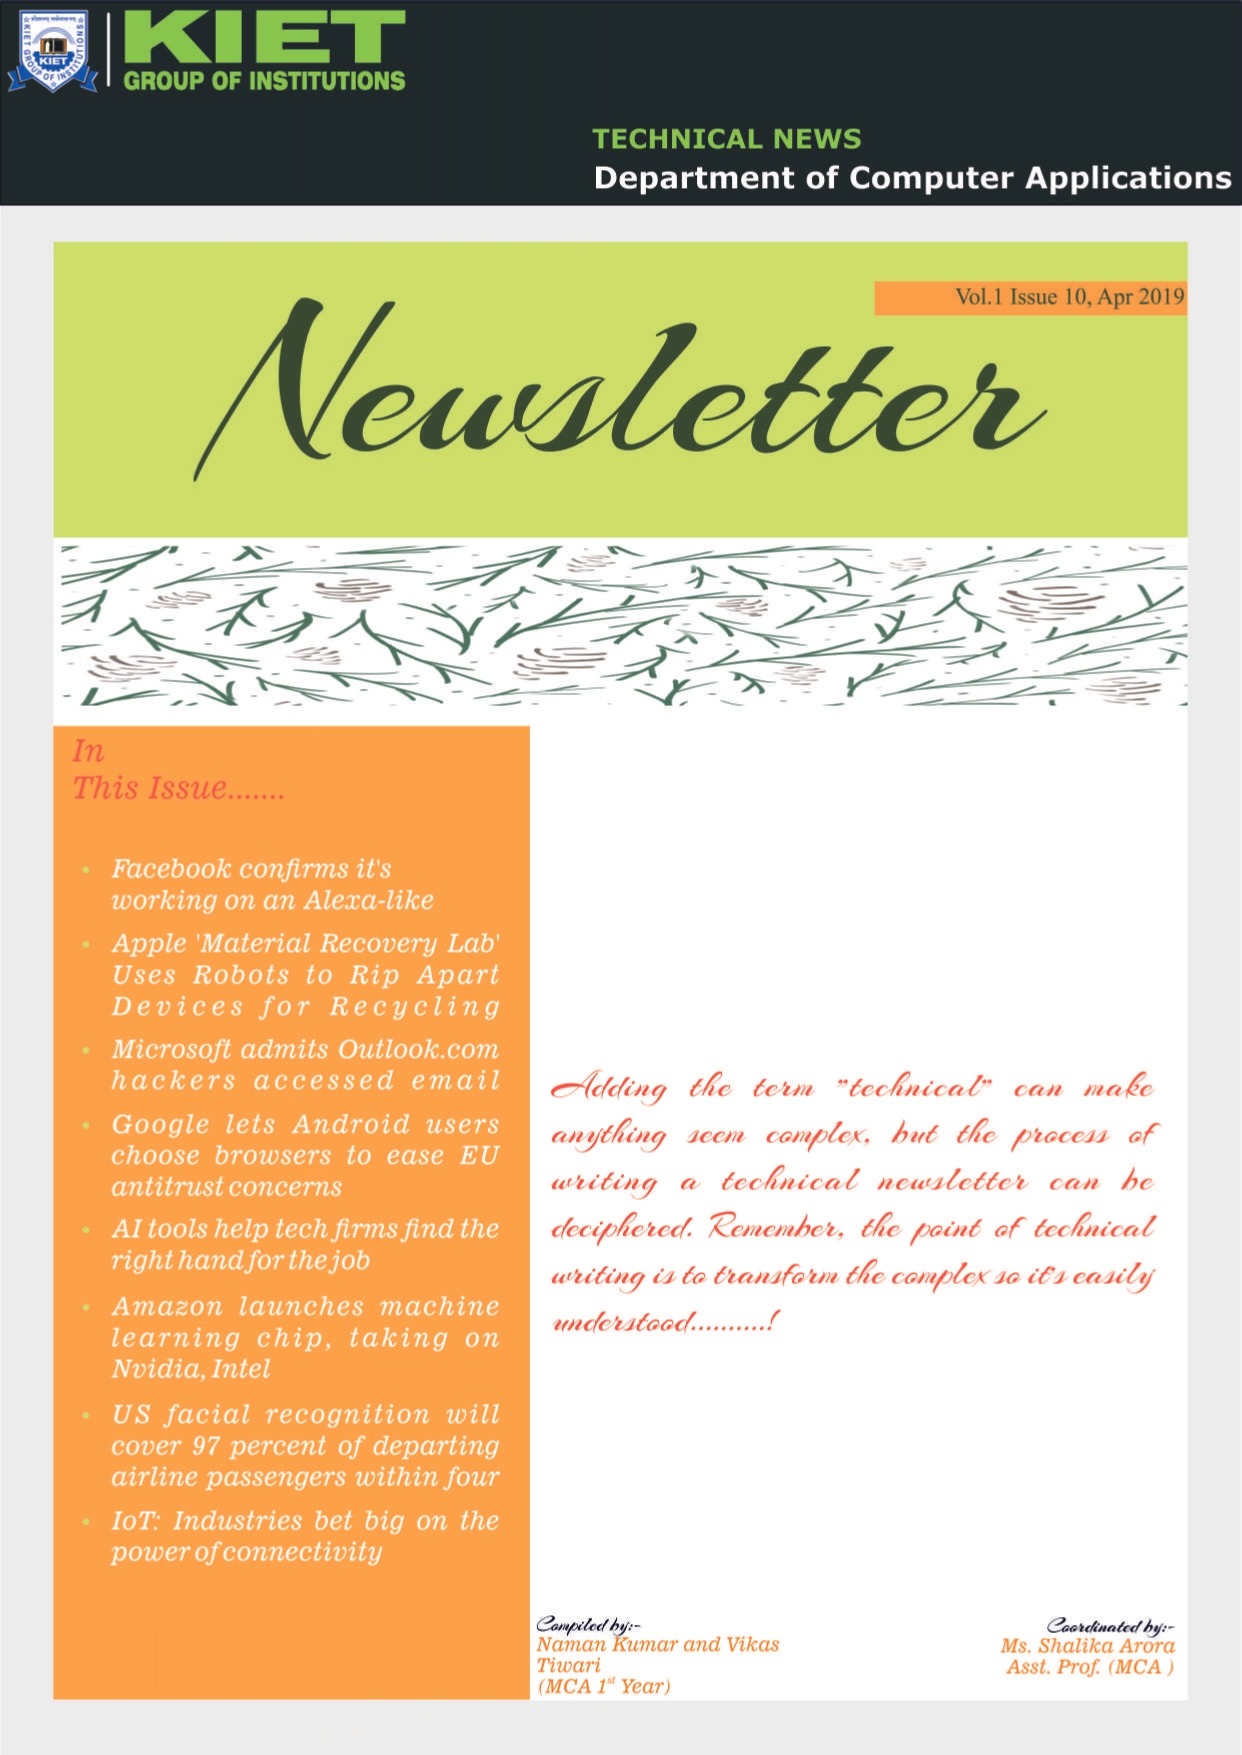 KIET
GROUP OF INSTITUTIONS
KIET
GROUP OF INSTITUTIONS
TECHNICAL NEWS
Department of Computer Applications
Vol.1 Issue 10, Apr 2019
Newsletter
In
This Issue.......
• Facebook confirms it's
working on an Alexa-like
• Apple 'Material Recovery Lab'
Uses Robots to Rip Apart
Devices for Recycling
• Microsoft admits Outlook.com
hackers accessed email
• Google lets Android users
choose browsers to ease EU
antitrust concerns
• AI tools help tech firms find the
right hand for the job
• Amazon launches machine
learning chip, taking on
Nvidia, Intel
• US facial recognition will
cover 97 percent of departing
airline passengers within four
• IoT: Industries bet big on the
power of connectivity
Adding the term "technical" can make
anything seem complex, but the process of
writing a technical newsletter can be
deciphered. Remember, the point of technical
writing is to transform the complex so it's easily
understood..........!
Compiled by:-
Naman Kumar and Vikas
Tiwari
(MCA 1st Year)
Coordinated by:-
Ms. Shalika Arora
Asst. Prof. (MCA )